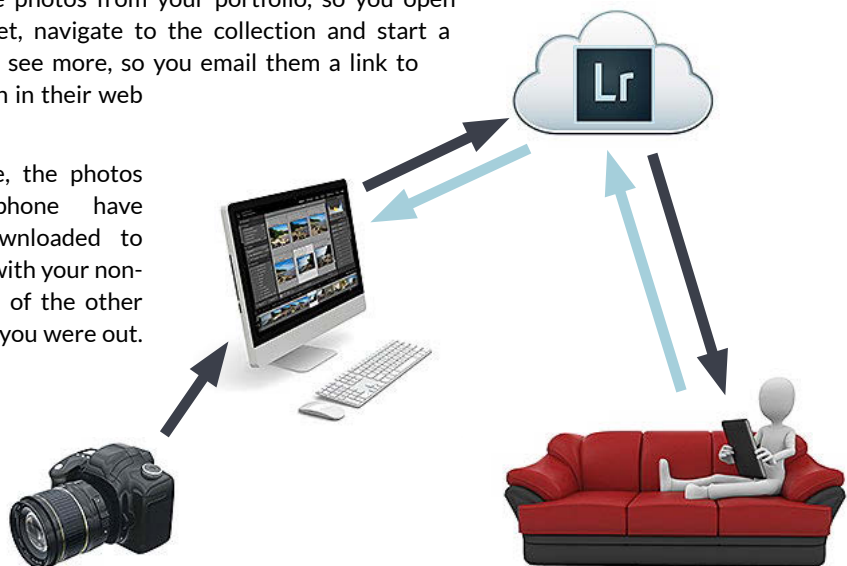 e photos from your portfolio, so you open
et, navigate to the collection and start a
see more, so you email them a link to
n in their web
Lr
e, the photos
phone have
wnloaded to
with your non-
of the other
you were out.